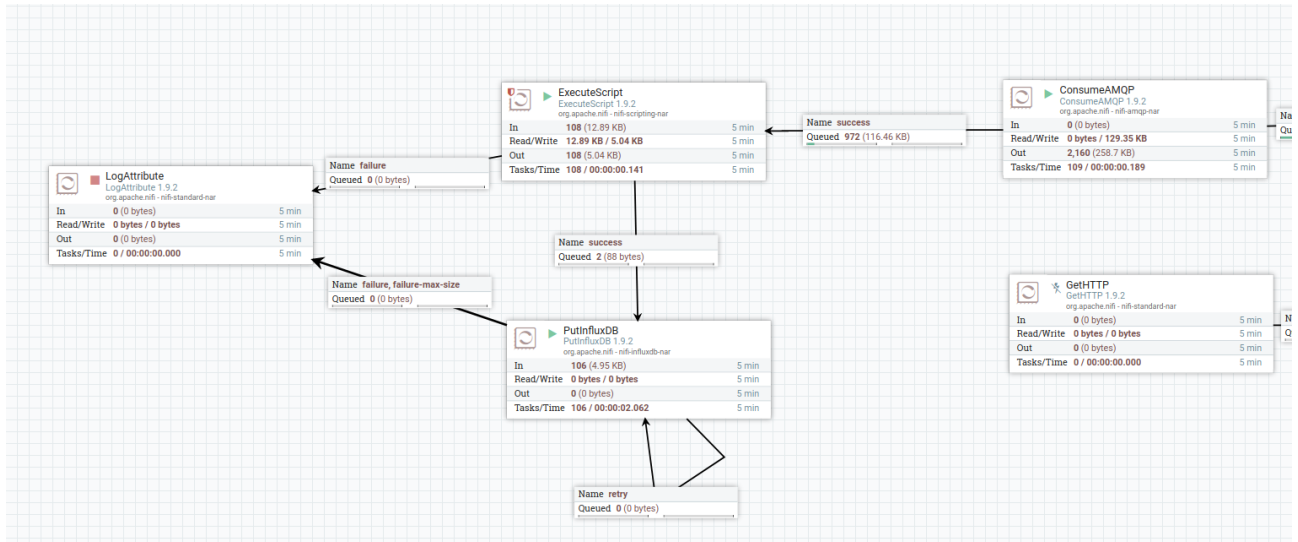 ExecuteScript
ExecuteScript 1.9.2
org.apache.nifi - nifi-scripting-nar
In 108 (12.89 KB) 5 min
Read/Write 12.89 KB / 5.04 KB 5 min
Out 108 (5.04 KB) 5 min
Tasks/Time 108 / 00:00:00.141 5 min
Name success
Queued 972 (116.46 KB)
ConsumeAMQP
ConsumeAMQP 1.9.2
org.apache.nifi - nifi-amqp-nar
In 0 (0 bytes) 5 min
Read/Write 0 bytes / 129.35 KB 5 min
Out 2,160 (258.7 KB) 5 min
Tasks/Time 109 / 00:00:00.189 5 min
Name failure
Queued 0 (0 bytes)
LogAttribute
LogAttribute 1.9.2
org.apache.nifi - nifi-standard-nar
In 0 (0 bytes) 5 min
Read/Write 0 bytes / 0 bytes 5 min
Out 0 (0 bytes) 5 min
Tasks/Time 0 / 00:00:00.000 5 min
Name success
Queued 2 (88 bytes)
Name failure, failure-max-size
Queued 0 (0 bytes)
GetHTTP
GetHTTP 1.9.2
org.apache.nifi - nifi-standard-nar
In 0 (0 bytes) 5 min
Read/Write 0 bytes / 0 bytes 5 min
Out 0 (0 bytes) 5 min
Tasks/Time 0 / 00:00:00.000 5 min
PutInfluxDB
PutInfluxDB 1.9.2
org.apache.nifi - nifi-influxdb-nar
In 106 (4.95 KB) 5 min
Read/Write 0 bytes / 0 bytes 5 min
Out 0 (0 bytes) 5 min
Tasks/Time 106 / 00:00:02.062 5 min
Name retry
Queued 0 (0 bytes)